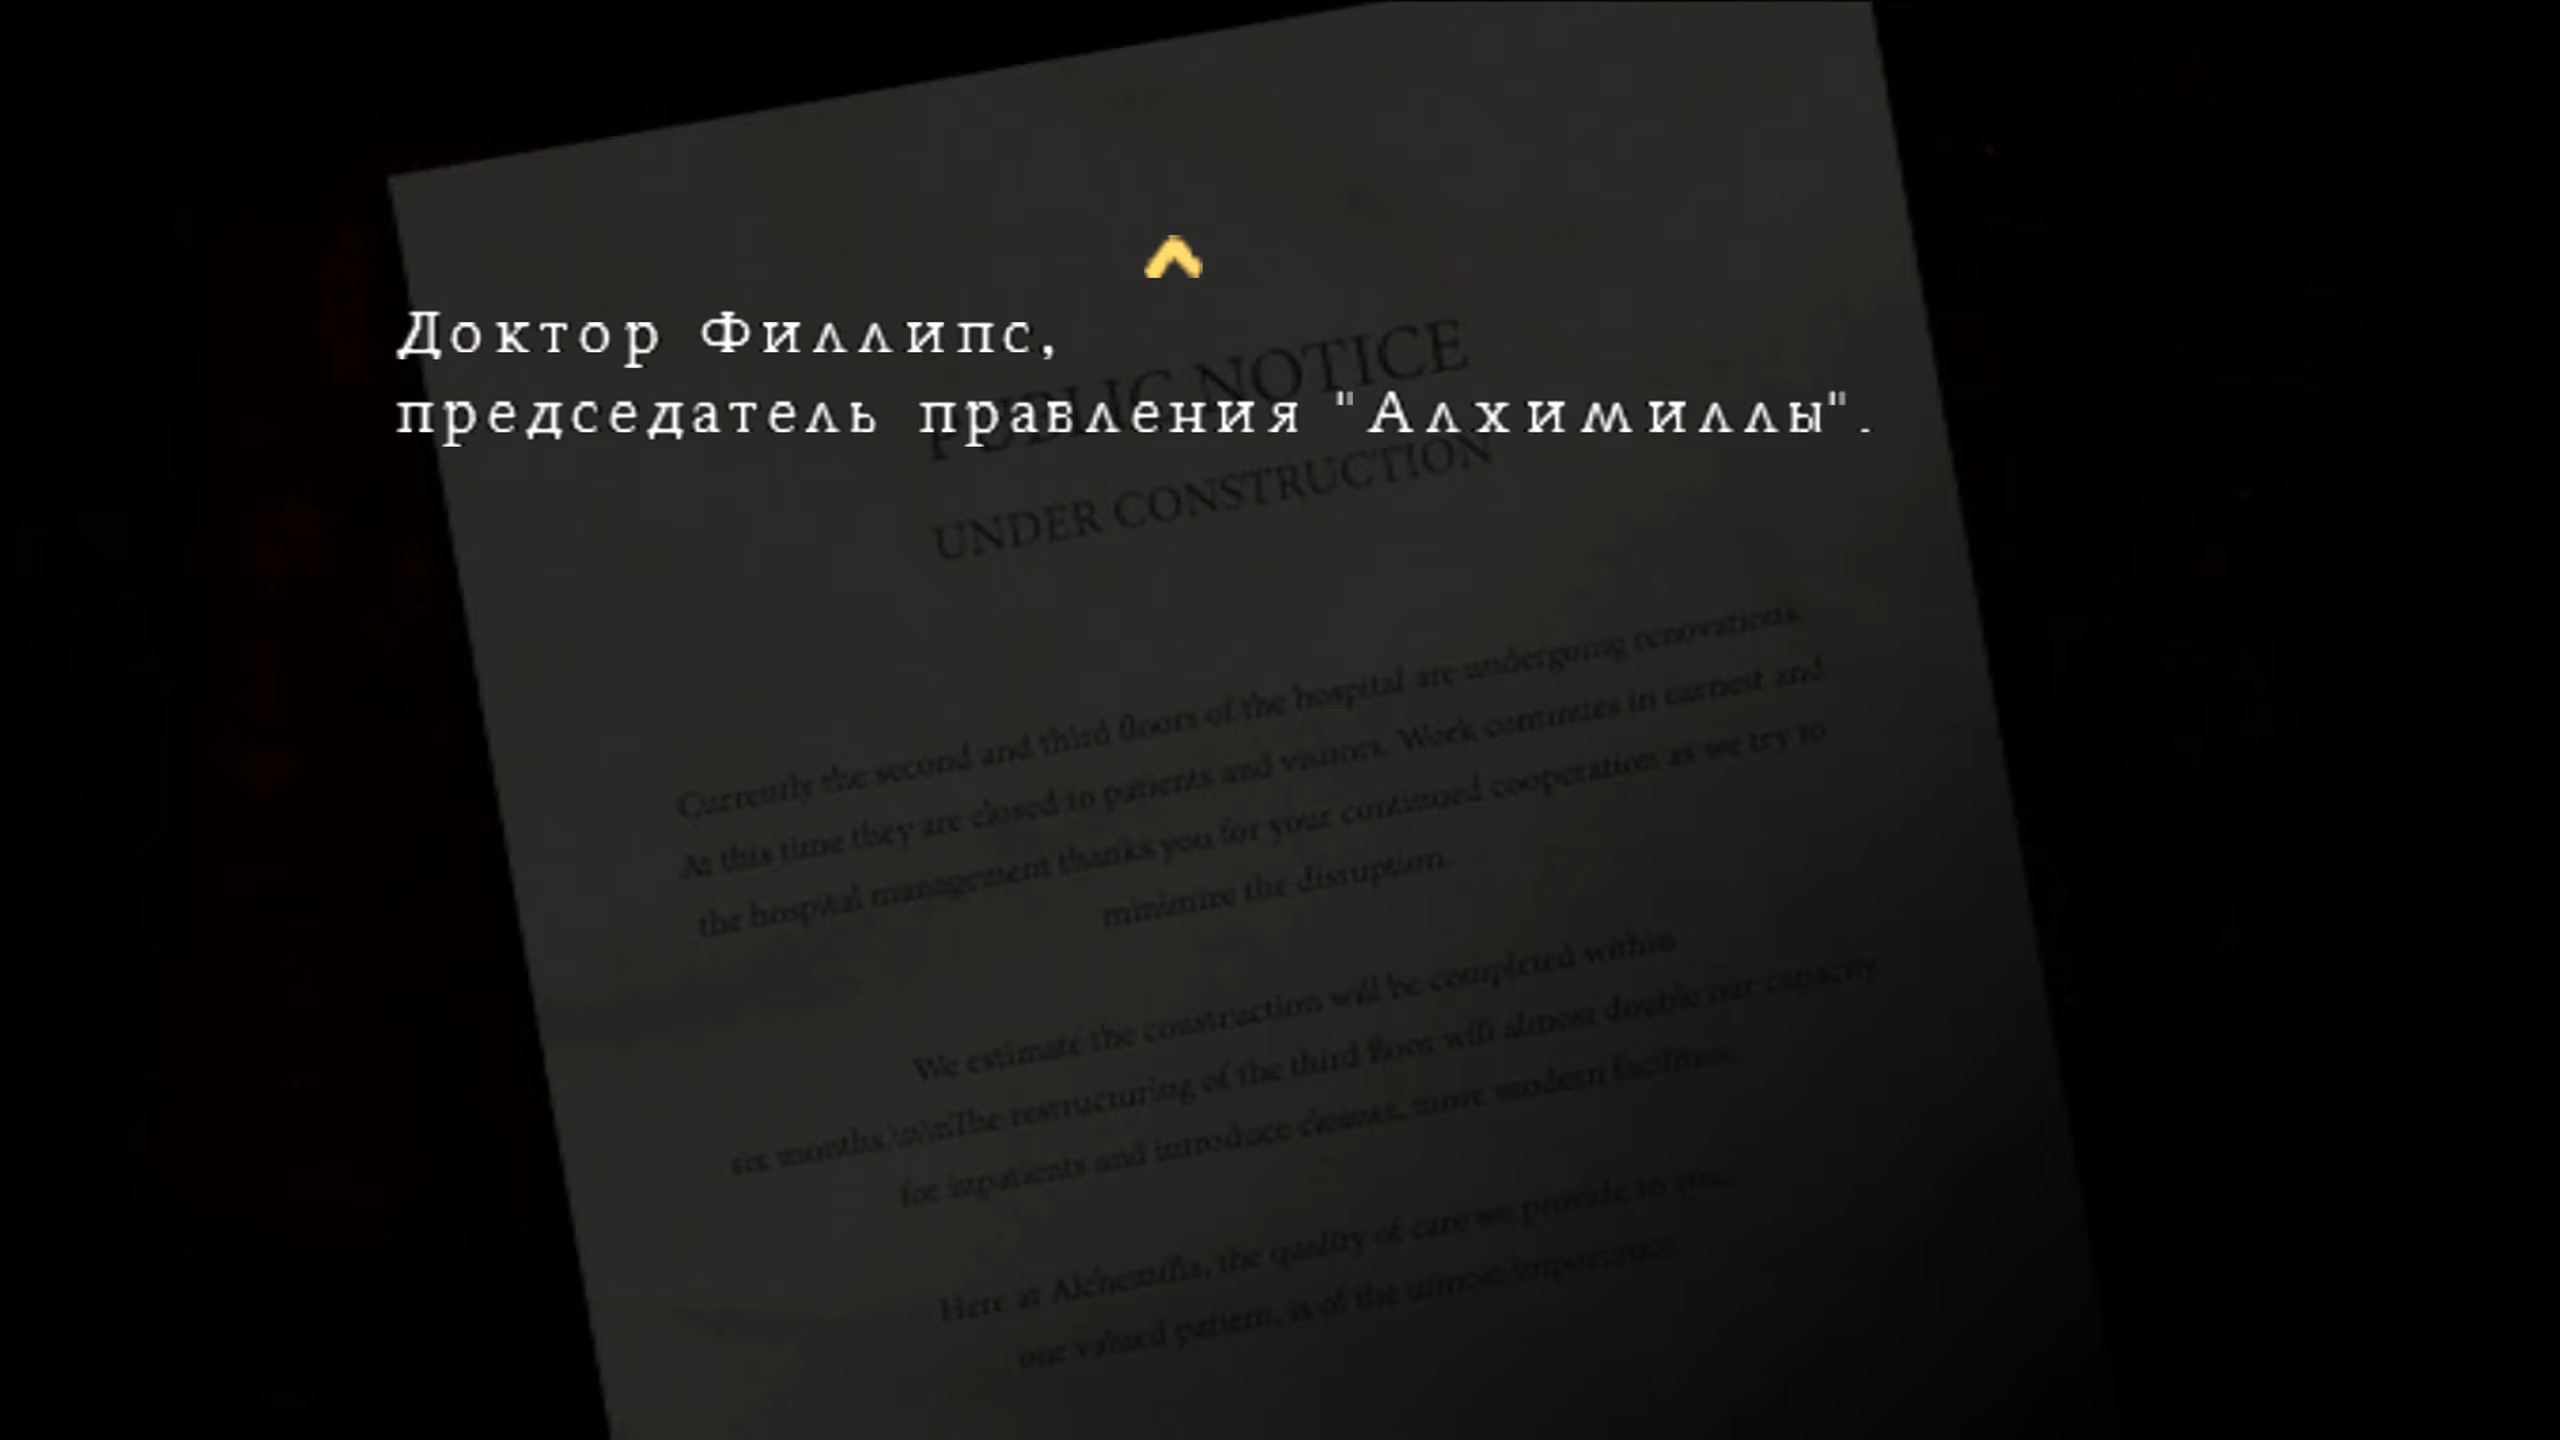 Доктор Филлипс,
председатель правления "Алхимиллы".
PUBLIC NOTICE
UNDER CONSTRUCTION
Currently the second and third floors of the hospital are undergoing renovations.
At this time they are closed to patients and visitors. Work continues in earnest and
the hospital management thanks you for your continued cooperation as we try to
minimize the disruption.
We estimate the construction will be completed within
six months.\n\nThe restructuring of the third floor will almost double our capacity
for inpatients and introduce cleaner, more modern facilities.
Here at Alchemilla, the quality of care we provide to you,
our valued patient, is of the utmost importance.